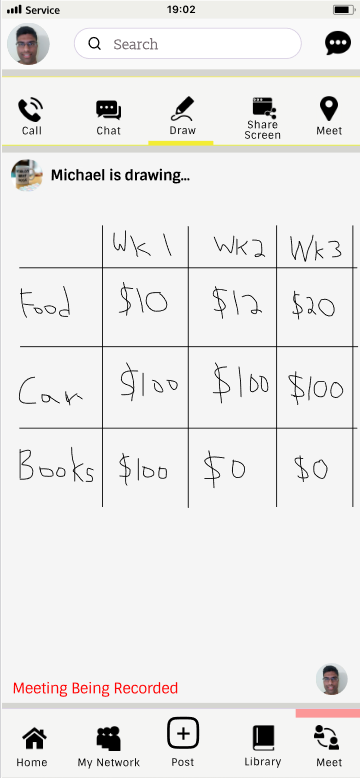 Service 19:02
Search
Call Chat Draw Share Screen Meet
Michael is drawing...
Wk 1 Wk2 Wk3
Food $10 $12 $20
Car $100 $100 $100
Books $100 $0 $0
Meeting Being Recorded
Home My Network Post Library Meet